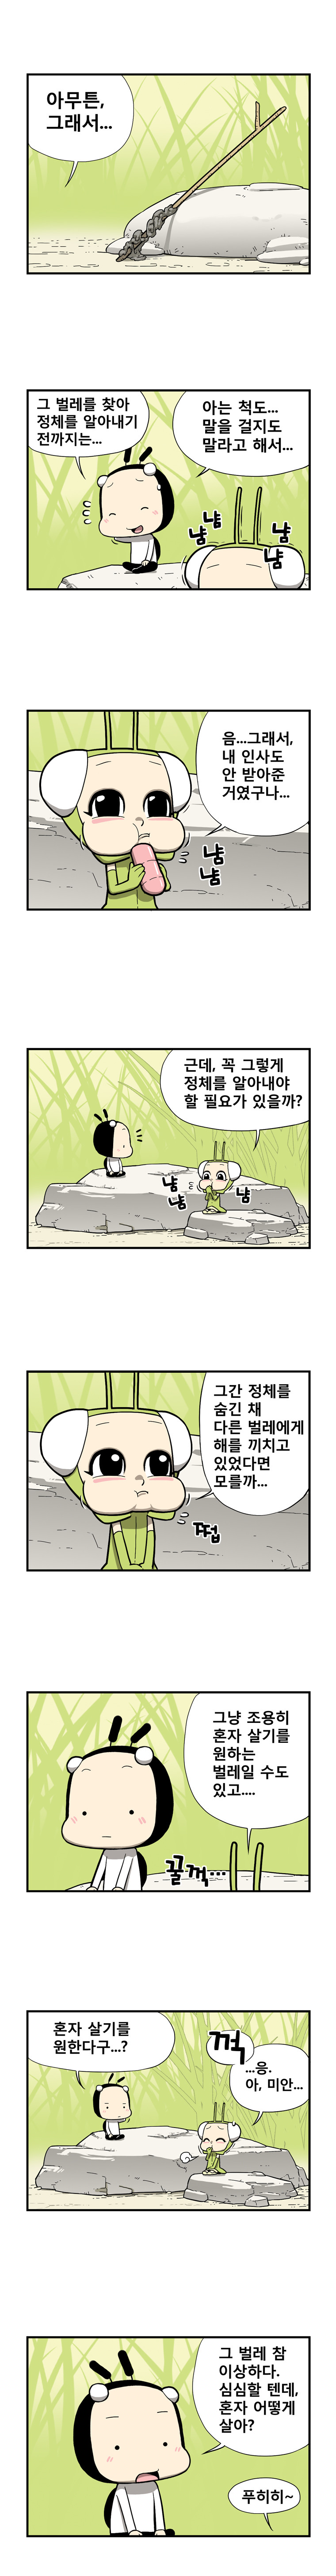 아무튼,
그래서...
그 벌레를 찾아
정체를 알아내기
전까지는...
아는 척도...
말을 걸지도
말라고 해서...
냠
냠
냠
냠
음...그래서,
내 인사도
안 받아준
거였구나...
냠
냠
근데, 꼭 그렇게
정체를 알아내야
할 필요가 있을까?
냠
냠
냠
그간 정체를
숨긴 채
다른 벌레에게
해를 끼치고
있었다면
모를까...
쩝
그냥 조용히
혼자 살기를
원하는
벌레일 수도
있고....
꿀꺽...
혼자 살기를
원한다구...?
꺽
...응.
아, 미안...
그 벌레 참
이상하다.
심심할 텐데,
혼자 어떻게
살아?
푸히히~